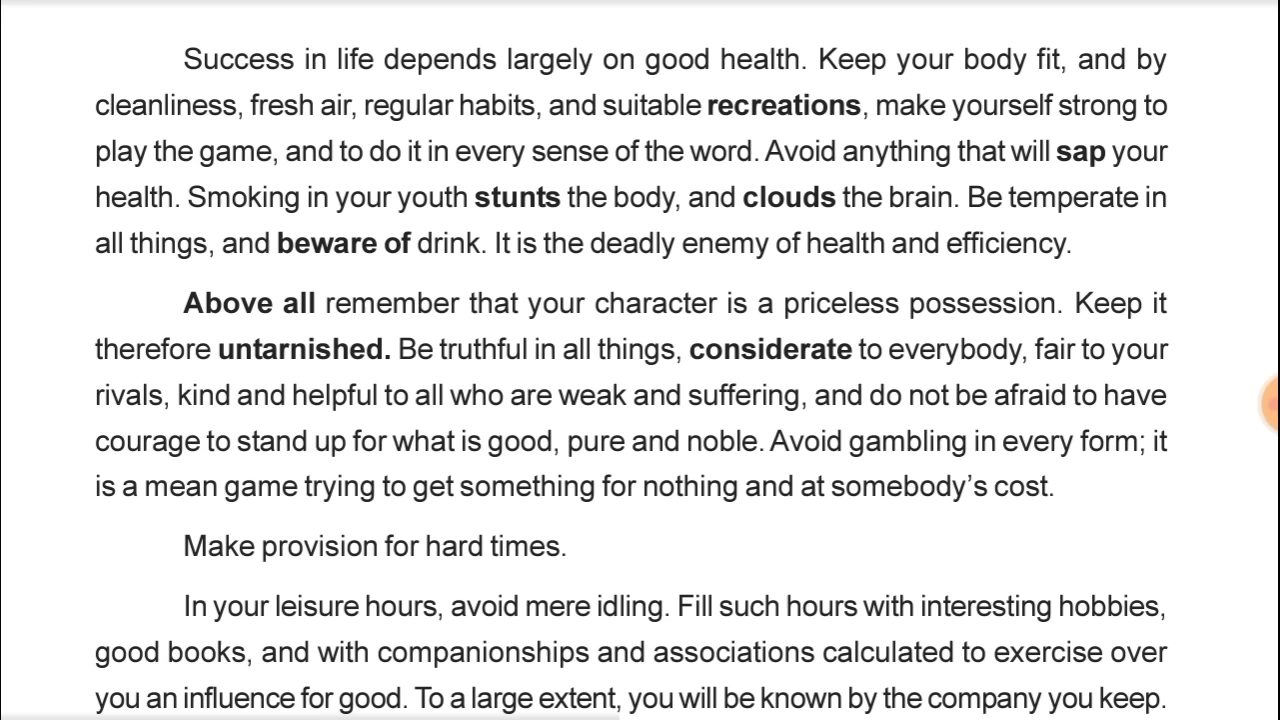 Success in life depends largely on good health. Keep your body fit, and by
cleanliness, fresh air, regular habits, and suitable recreations, make yourself strong to
play the game, and to do it in every sense of the word. Avoid anything that will sap your
health. Smoking in your youth stunts the body, and clouds the brain. Be temperate in
all things, and beware of drink. It is the deadly enemy of health and efficiency.
Above all remember that your character is a priceless possession. Keep it
therefore untarnished. Be truthful in all things, considerate to everybody, fair to your
rivals, kind and helpful to all who are weak and suffering, and do not be afraid to have
courage to stand up for what is good, pure and noble. Avoid gambling in every form; it
is a mean game trying to get something for nothing and at somebody’s cost.
Make provision for hard times.
In your leisure hours, avoid mere idling. Fill such hours with interesting hobbies,
good books, and with companionships and associations calculated to exercise over
you an influence for good. To a large extent, you will be known by the company you keep.